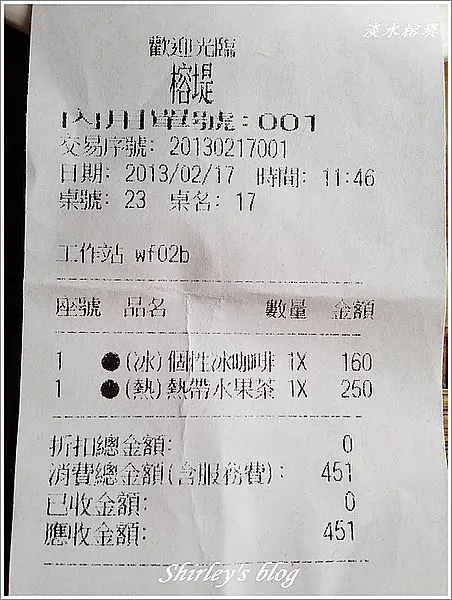 淡水榕堤
歡迎光臨
榕堤
內用單號:001
交易序號: 20130217001
日期: 2013/02/17 時間: 11:46
桌號: 23 桌名: 17
工作站 wf02b
座號 品名 數量 金額
1 ●(冰)個性冰咖啡 1X 160
1 ●(熱)熱帶水果茶 1X 250
折扣總金額: 0
消費總金額(含服務費): 451
已收金額: 0
應收金額: 451
Shirley's blog